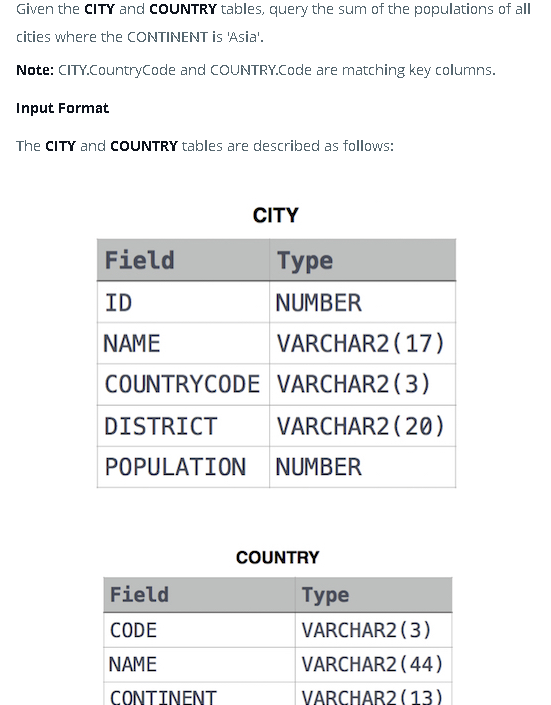 Given the CITY and COUNTRY tables, query the sum of the populations of all
cities where the CONTINENT is 'Asia'.
Note: CITY.CountryCode and COUNTRY.Code are matching key columns.
Input Format
The CITY and COUNTRY tables are described as follows:
CITY
Field Type
ID NUMBER
NAME VARCHAR2(17)
COUNTRYCODE VARCHAR2(3)
DISTRICT VARCHAR2(20)
POPULATION NUMBER
COUNTRY
Field Type
CODE VARCHAR2(3)
NAME VARCHAR2(44)
CONTINENT VARCHAR2(13)